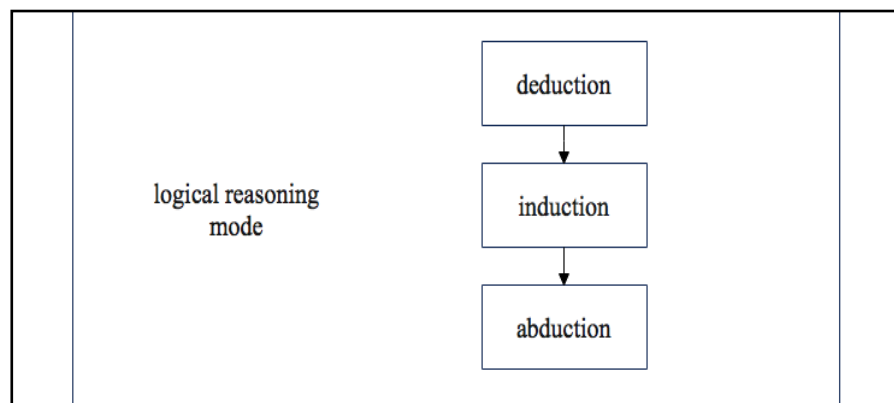 deduction
logical reasoning
mode
induction
abduction